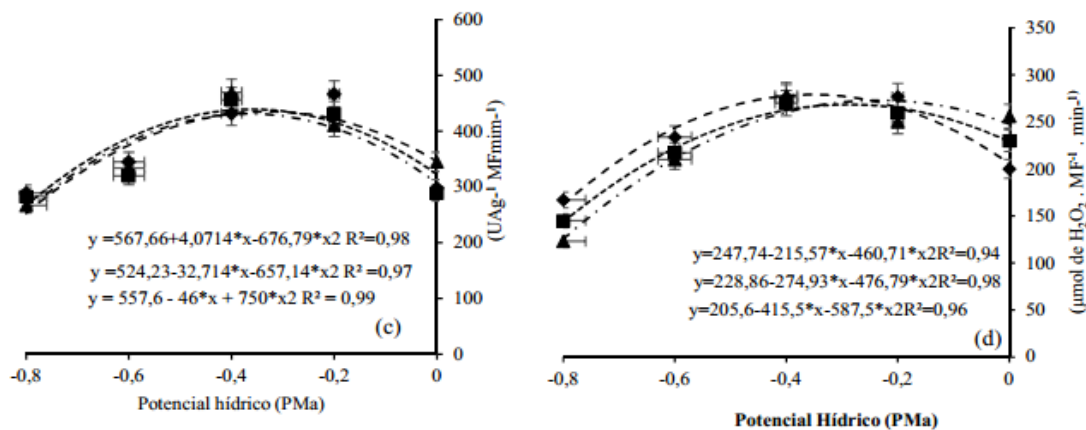 600
500
400
300
200
100
0
(UAg-¹ MFmim-¹)
y =567,66+4,0714*x-676,79*x2 R²=0,98
y =524,23-32,714*x-657,14*x2 R² =0,97
y = 557,6 - 46*x + 750*x2 R² = 0,99
(c)
-0,8 -0,6 -0,4 -0,2 0
Potencial hídrico (PMa)
350
300
250
200
150
100
50
0
(µmol de H₂O₂ . MF-¹ . min-¹)
y=247,74-215,57*x-460,71*x2R²=0,94
y=228,86-274,93*x-476,79*x2R²=0,98
y=205,6-415,5*x-587,5*x2R²=0,96
(d)
-0,8 -0,6 -0,4 -0,2 0
Potencial Hídrico (PMa)